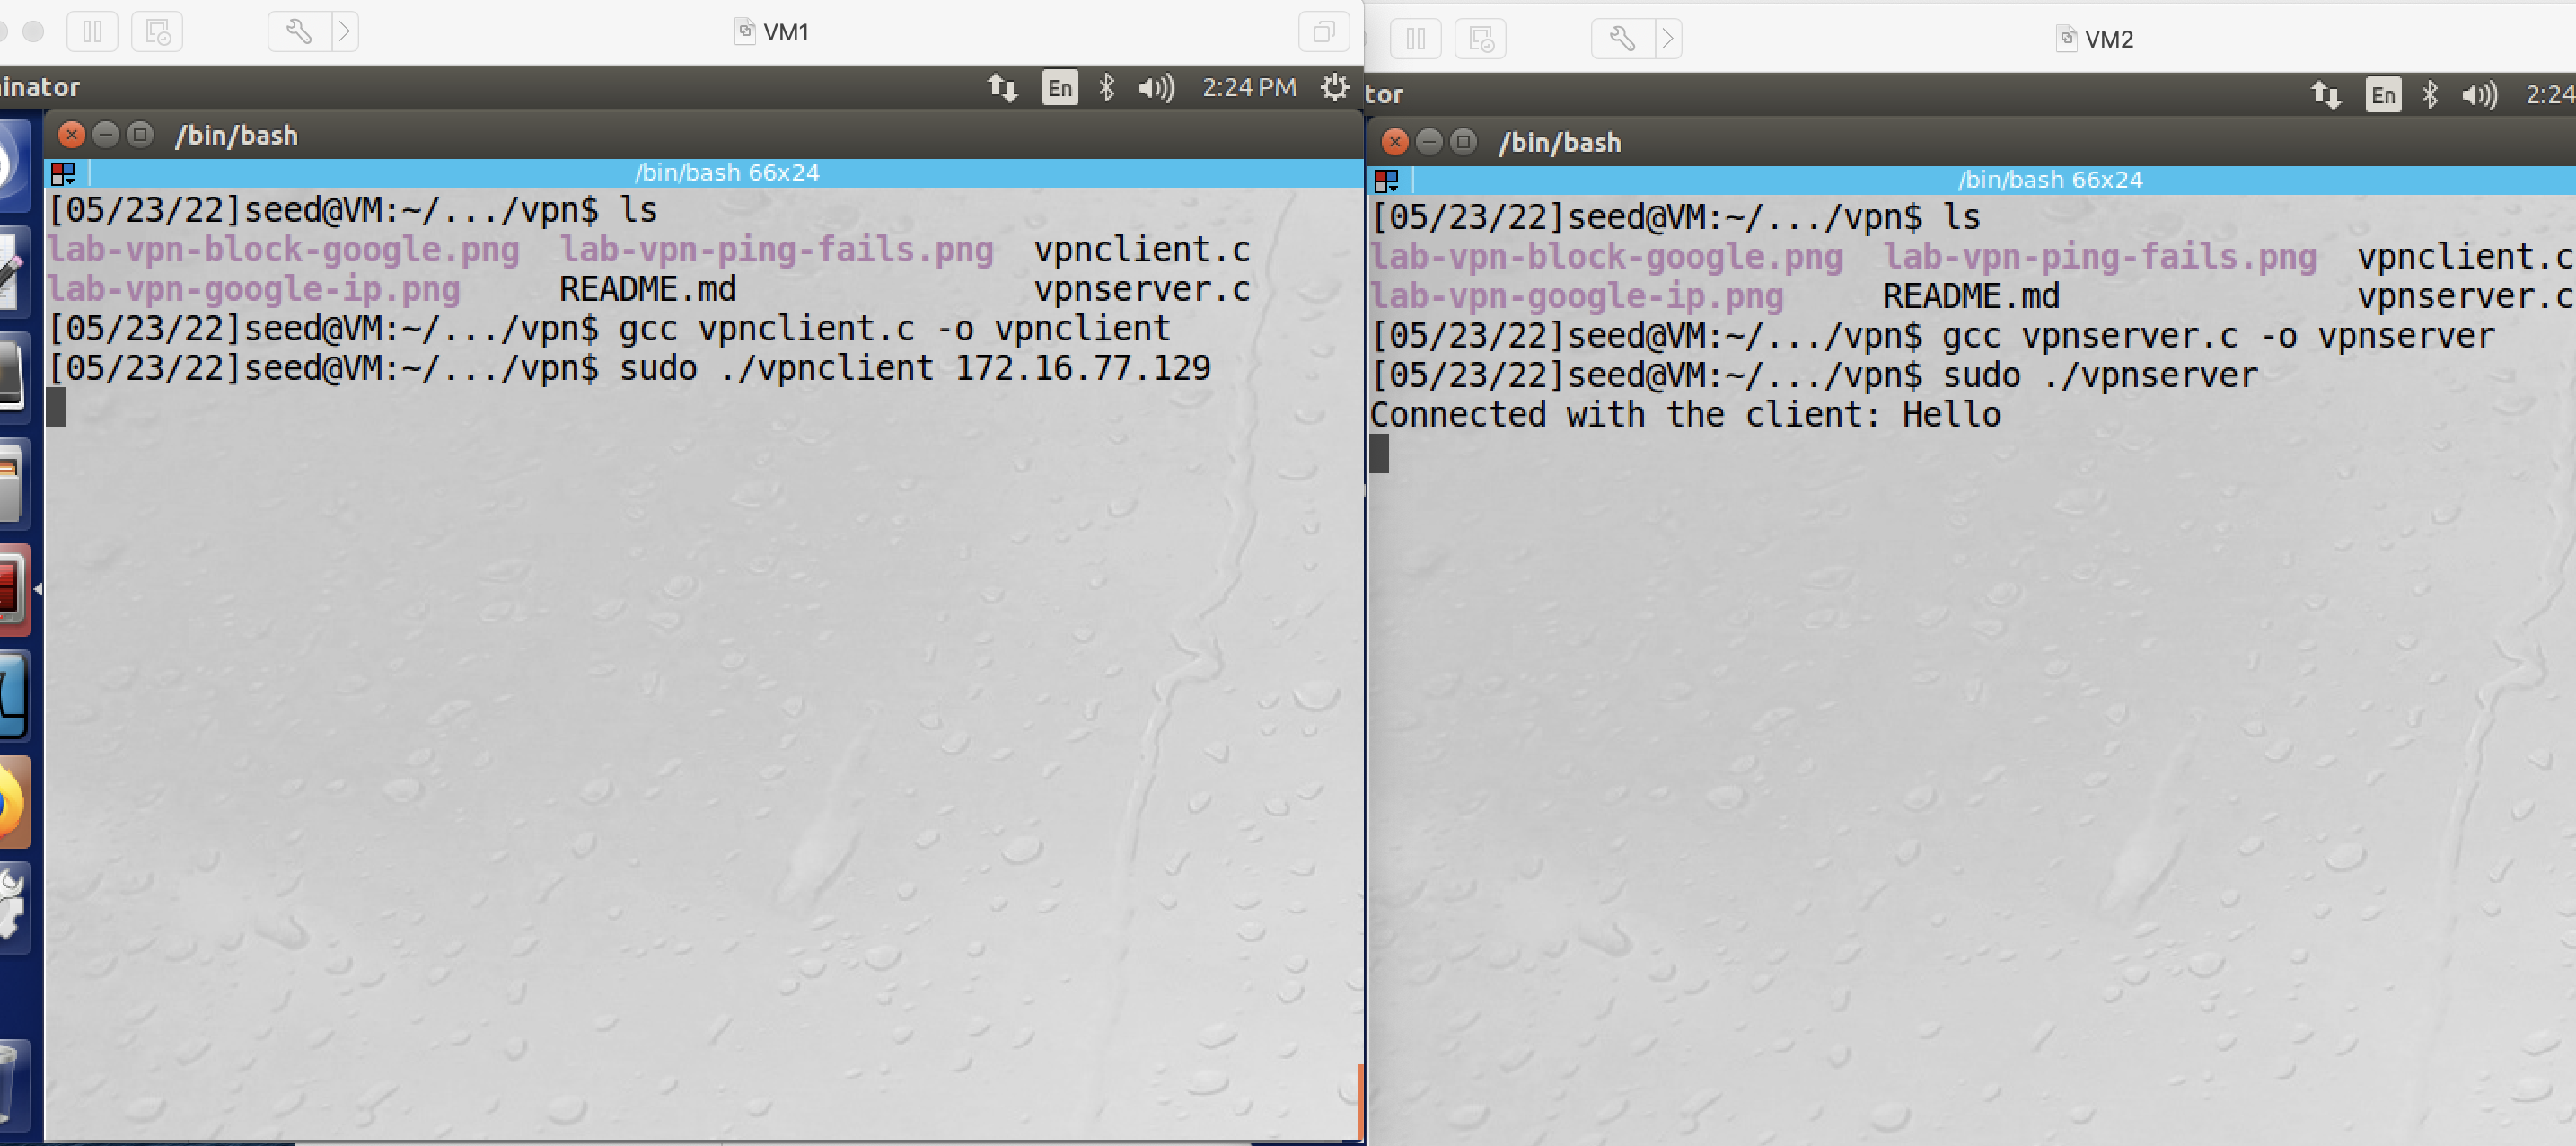 VM1
inator
En
2:24 PM
/bin/bash
/bin/bash 66x24
[05/23/22]seed@VM:~/.../vpn$ ls
lab-vpn-block-google.png lab-vpn-ping-fails.png vpnclient.c
lab-vpn-google-ip.png README.md vpnserver.c
[05/23/22]seed@VM:~/.../vpn$ gcc vpnclient.c -o vpnclient
[05/23/22]seed@VM:~/.../vpn$ sudo ./vpnclient 172.16.77.129
VM2
tor
En
2:24
/bin/bash
/bin/bash 66x24
[05/23/22]seed@VM:~/.../vpn$ ls
lab-vpn-block-google.png lab-vpn-ping-fails.png vpnclient.c
lab-vpn-google-ip.png README.md vpnserver.c
[05/23/22]seed@VM:~/.../vpn$ gcc vpnserver.c -o vpnserver
[05/23/22]seed@VM:~/.../vpn$ sudo ./vpnserver
Connected with the client: Hello